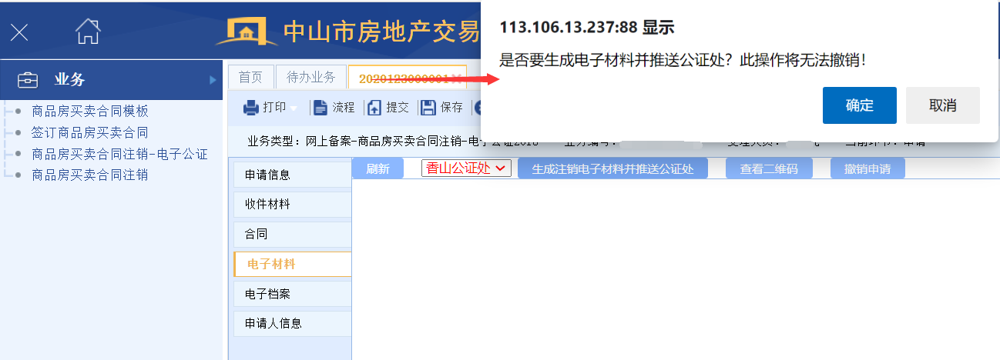 中山市房地产交易
113.106.13.237:88 显示
是否要生成电子材料并推送公证处？此操作将无法撤销！
确定 取消
业务
商品房买卖合同模板
签订商品房买卖合同
商品房买卖合同注销-电子公证
商品房买卖合同注销
首页 待办业务 2020123000001
打印 流程 提交 保存
业务类型：网上备案-商品房买卖合同注销-电子公证2018 业务编号： 受理人员： 当前环节：申请
刷新 香山公证处 生成注销电子材料并推送公证处 查看二维码 撤销申请
申请信息
收件材料
合同
电子材料
电子档案
申请人信息